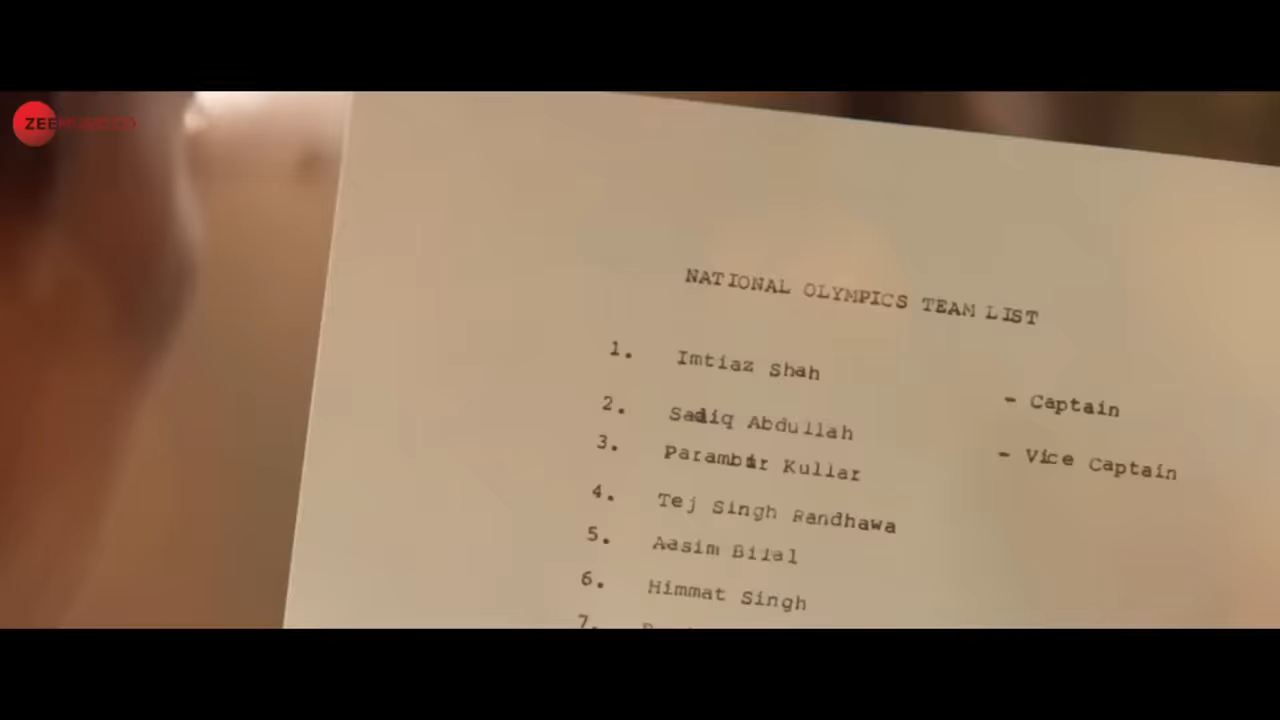 ZEE
NATIONAL OLYMPICS TEAM LIST
1. Imtiaz Shah - Captain
2. Sadiq Abdullah - Vice Captain
3. Parambir Kullar
4. Tej Singh Randhawa
5. Aasim Bilal
6. Himmat Singh
7.